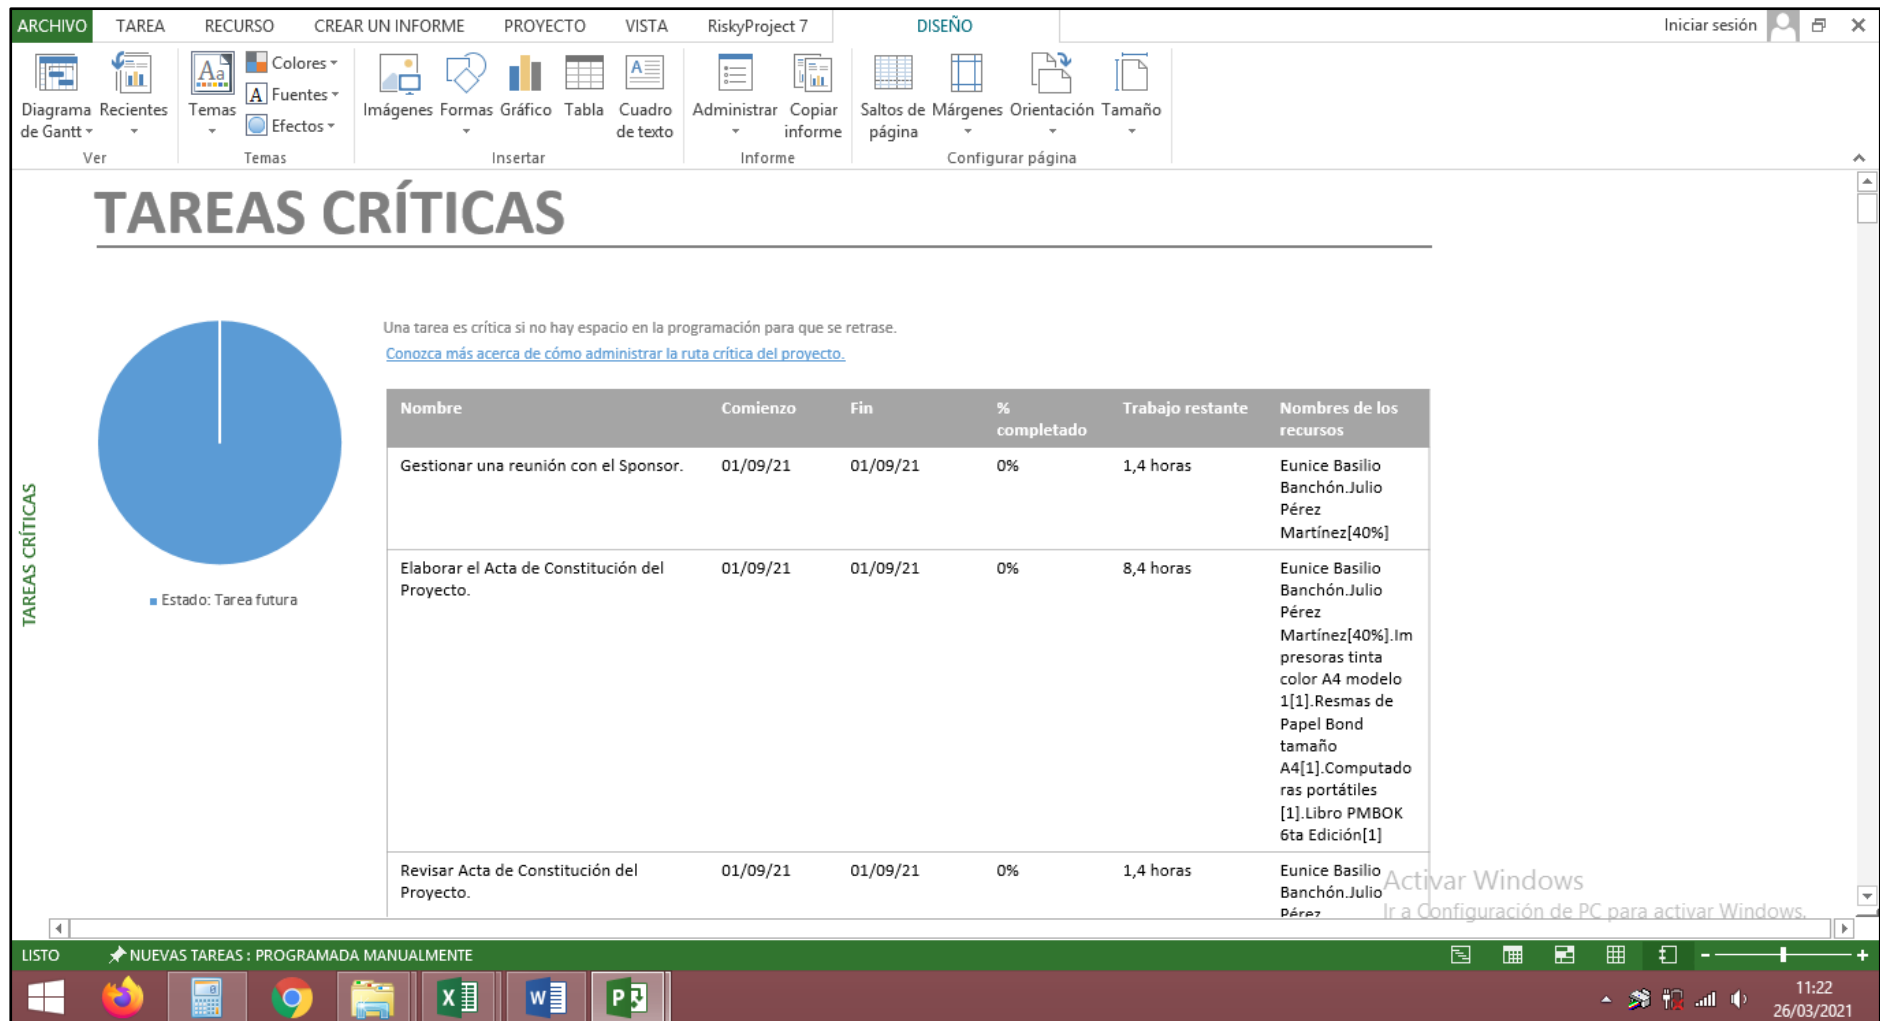 ARCHIVO TAREA RECURSO CREAR UN INFORME PROYECTO VISTA RiskyProject 7 DISEÑO Iniciar sesión
Diagrama de Gantt Recientes
Ver
Temas Colores
Fuentes
Efectos
Temas
Imágenes Formas Gráfico Tabla Cuadro de texto
Insertar
Administrar Copiar informe
Informe
Saltos de página Márgenes Orientación Tamaño
Configurar página
TAREAS CRÍTICAS
TAREAS CRÍTICAS
Estado: Tarea futura
Una tarea es crítica si no hay espacio en la programación para que se retrase.
Conozca más acerca de cómo administrar la ruta crítica del proyecto.
Nombre Comienzo Fin % completado Trabajo restante Nombres de los recursos
Gestionar una reunión con el Sponsor. 01/09/21 01/09/21 0% 1,4 horas Eunice Basilio
Banchón.Julio
Pérez
Martínez[40%]
Elaborar el Acta de Constitución del 01/09/21 01/09/21 0% 8,4 horas Eunice Basilio
Proyecto. Banchón.Julio
Pérez
Martínez[40%].Im
presoras tinta
color A4 modelo
1[1].Resmas de
Papel Bond
tamaño
A4[1].Computado
ras portátiles
[1].Libro PMBOK
6ta Edición[1]
Revisar Acta de Constitución del 01/09/21 01/09/21 0% 1,4 horas Eunice Basilio
Proyecto. Banchón.Julio
Pérez
Activar Windows
Ir a Configuración de PC para activar Windows.
LISTO NUEVAS TAREAS : PROGRAMADA MANUALMENTE
11:22
26/03/2021